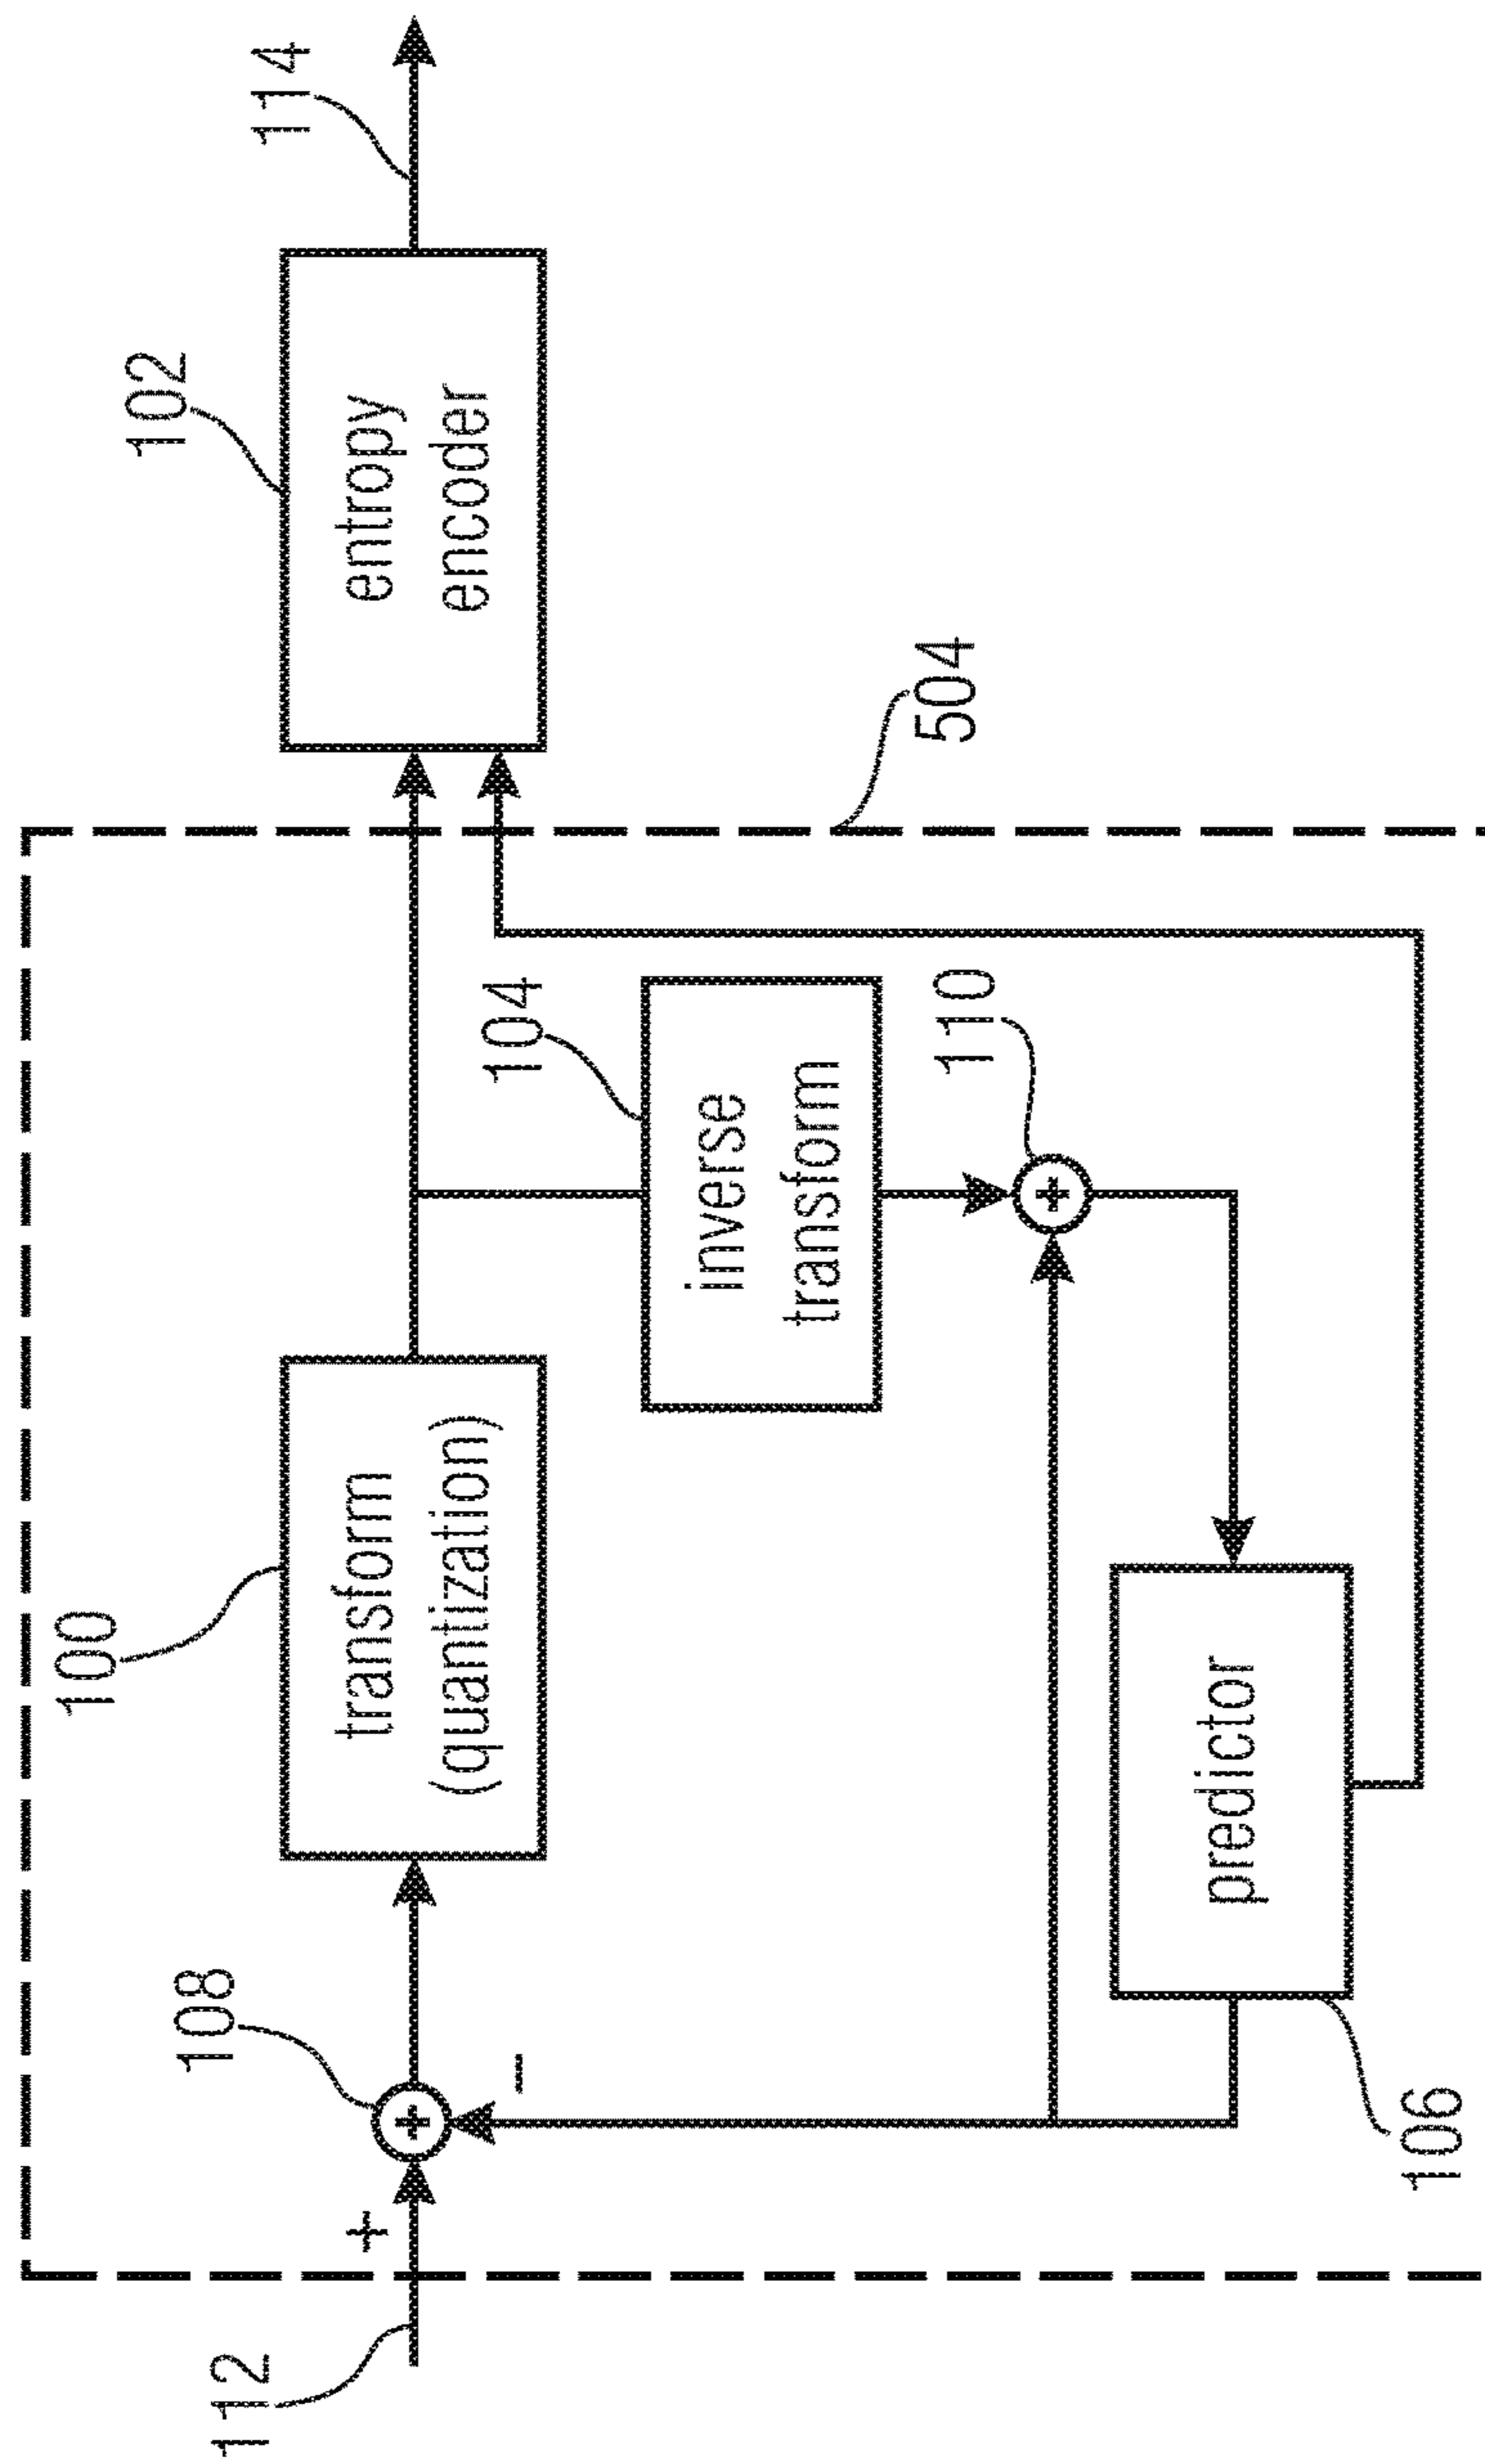 112
+
108
−
100
transform
(quantization)
102
entropy
encoder
114
104
inverse
transform
110
504
predictor
106